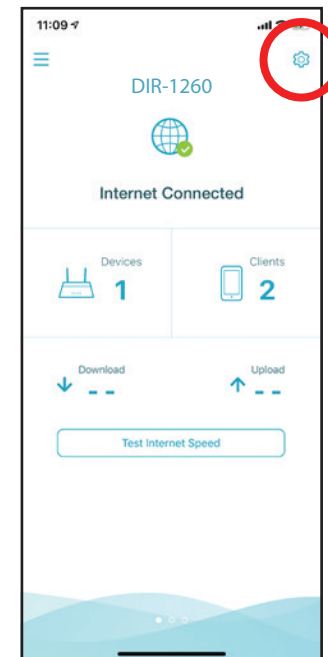 11:09
DIR-1260
Internet Connected
Devices
1
Clients
2
Download
- -
Upload
- -
Test Internet Speed